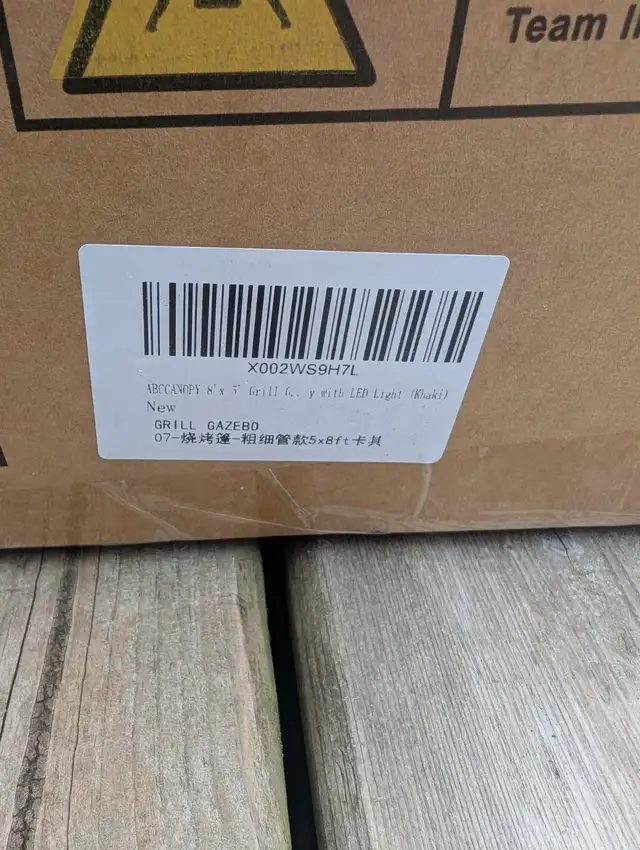 Team
X002WS9H7L
ABCCANOPY 8'x 5' Grill G...y with LED Light (Khaki)
New
GRILL GAZEBO
07-烧烤篷-粗细管款5x8ft卡其